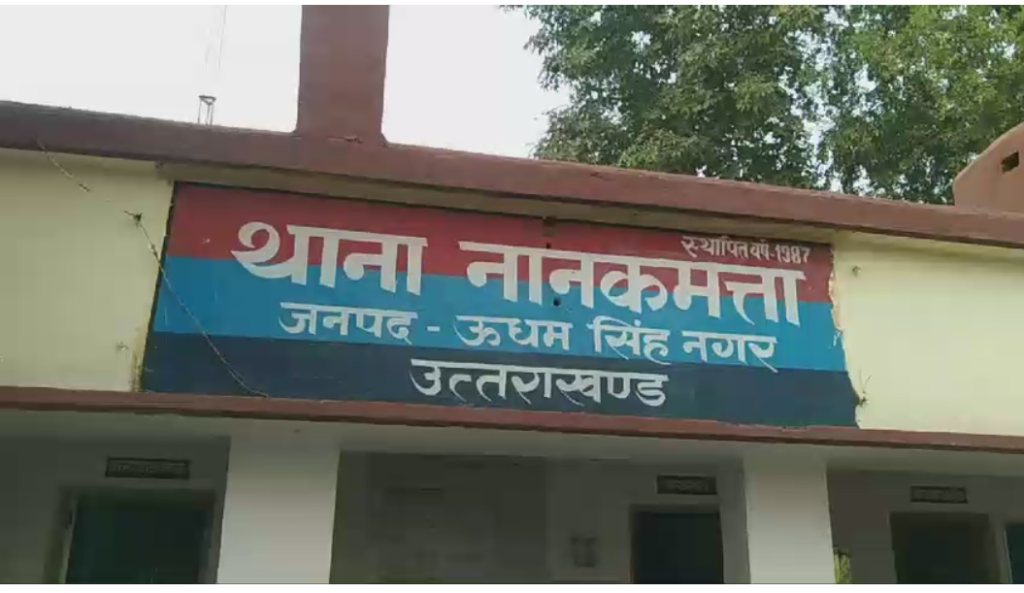 स्थापित वर्ष-1987
थाना नानकमत्ता
जनपद - ऊधम सिंह नगर
उत्तराखण्ड